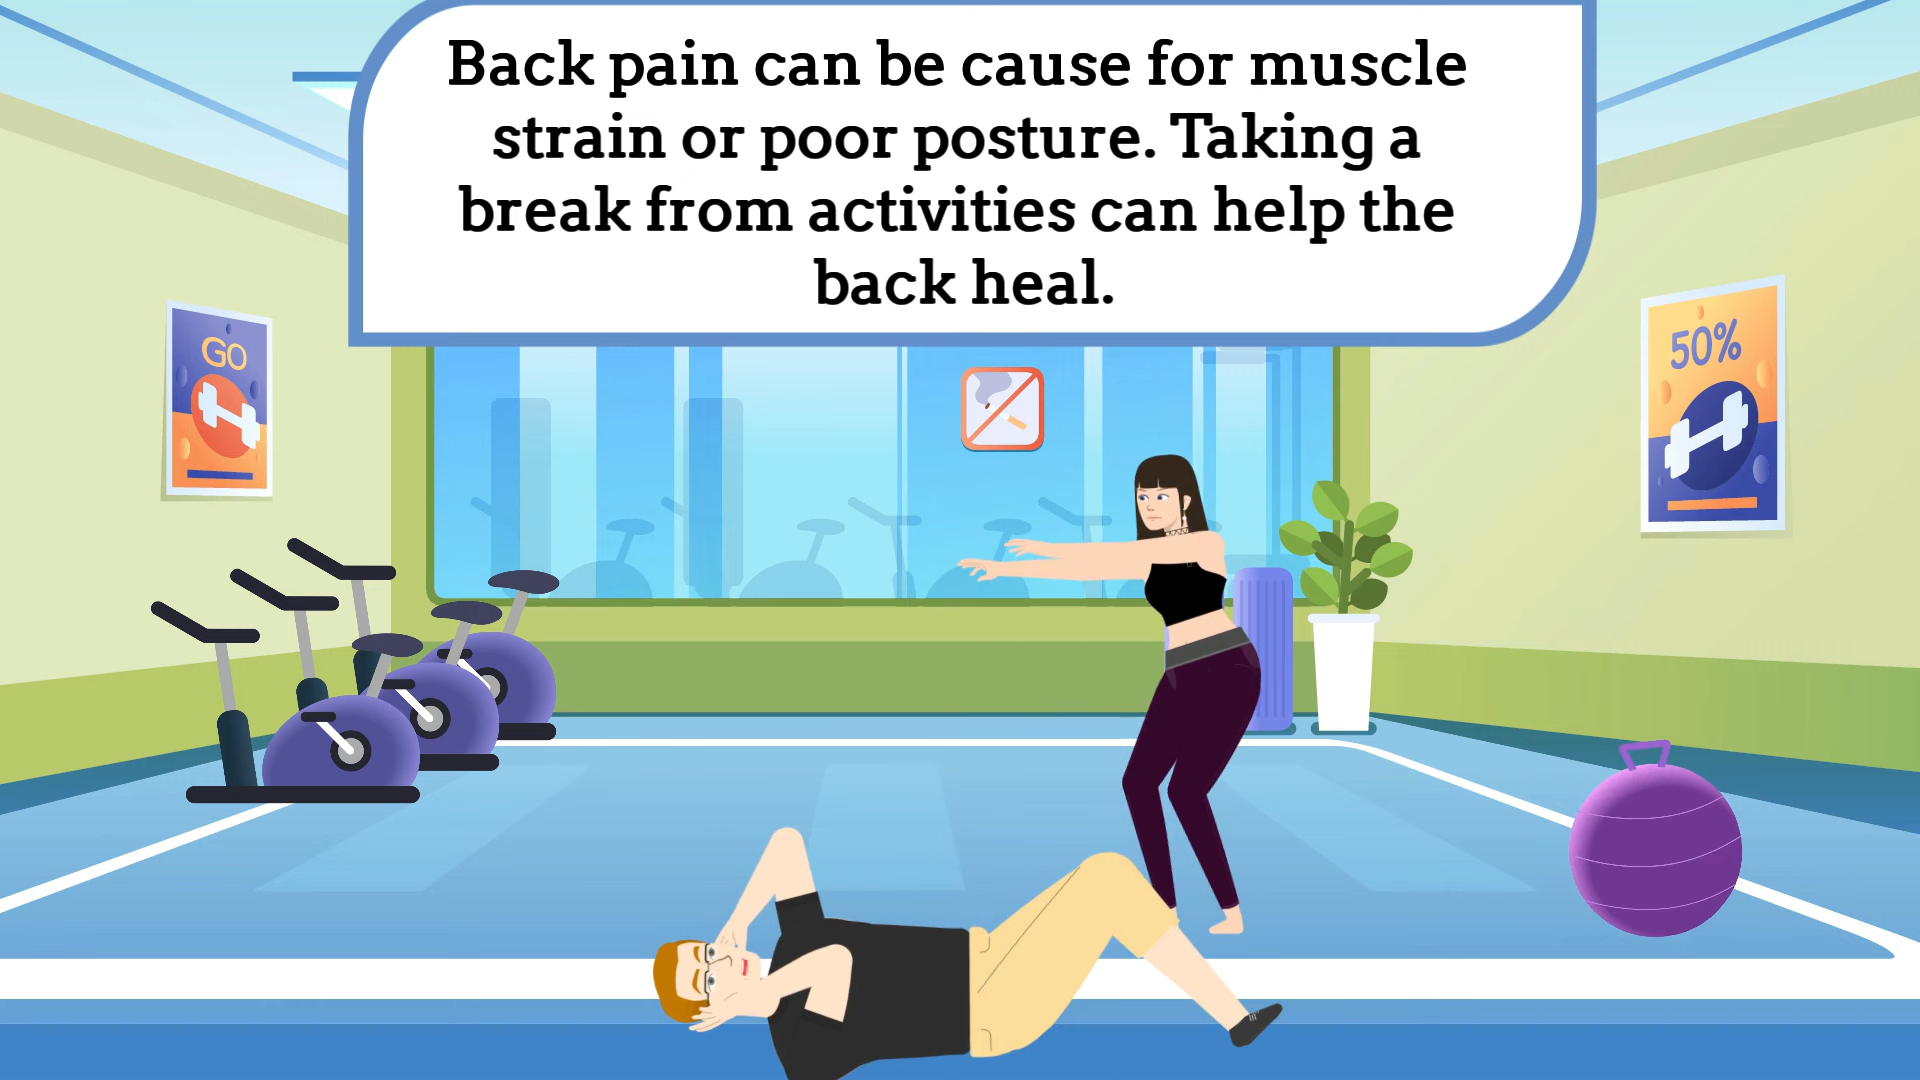 Back pain can be cause for muscle
strain or poor posture. Taking a
break from activities can help the
back heal.
GO
50%